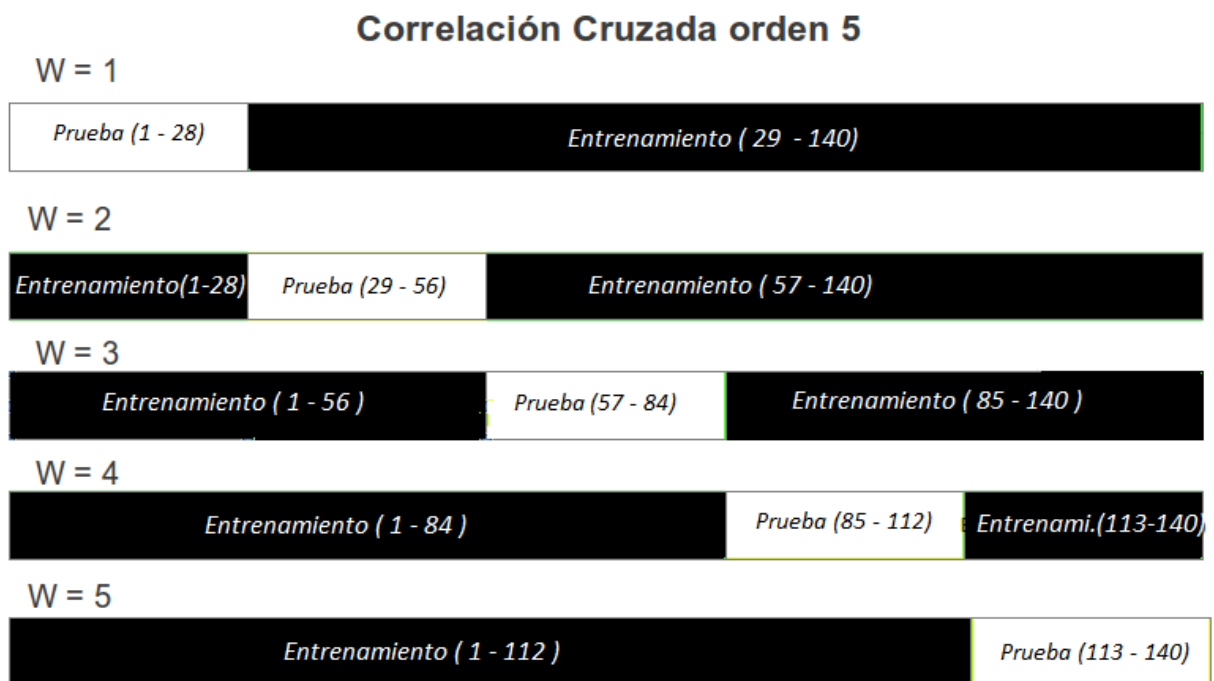 Correlación Cruzada orden 5
W = 1
Prueba (1 - 28) Entrenamiento ( 29 - 140)
W = 2
Entrenamiento(1-28) Prueba (29 - 56) Entrenamiento ( 57 - 140)
W = 3
Entrenamiento ( 1 - 56 ) Prueba (57 - 84) Entrenamiento ( 85 - 140 )
W = 4
Entrenamiento ( 1 - 84 ) Prueba (85 - 112) Entrenami.(113-140)
W = 5
Entrenamiento ( 1 - 112 ) Prueba (113 - 140)